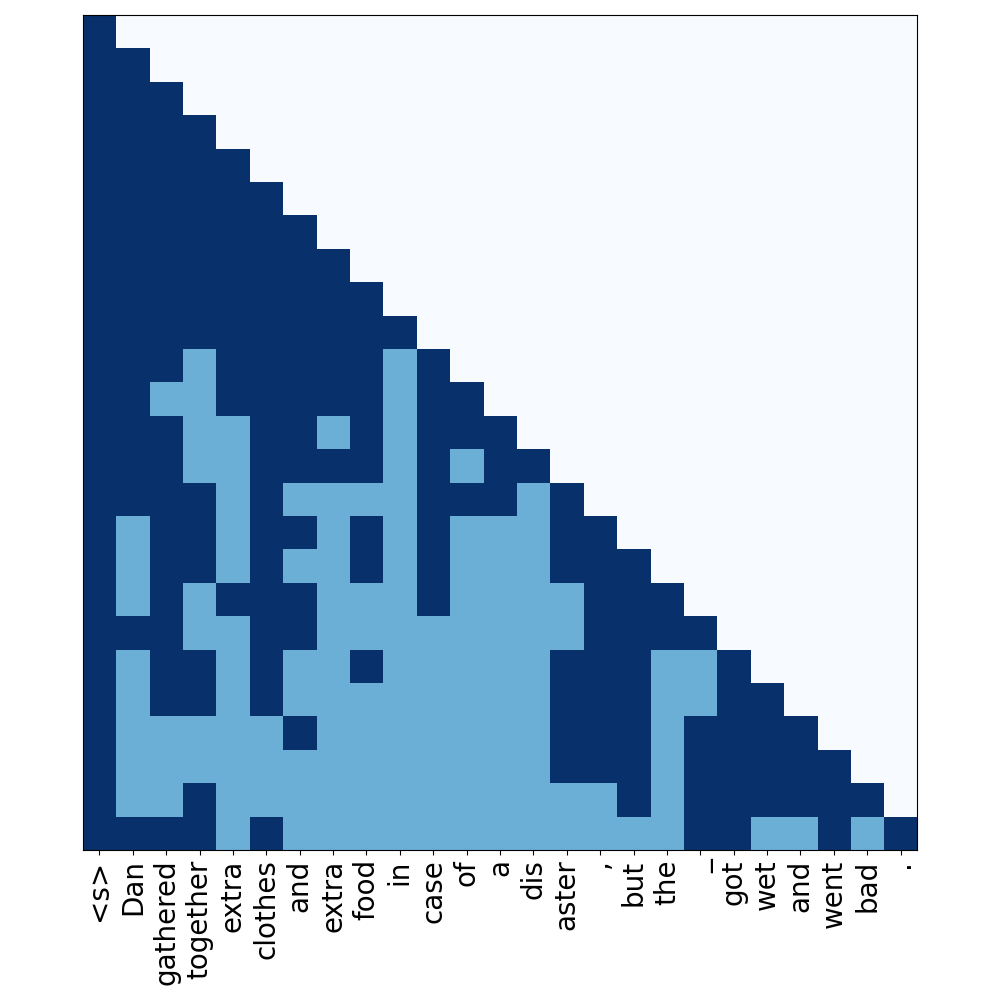 <s> Dan gathered together extra clothes and extra food in case of a dis aster , but the _ got wet and went bad .